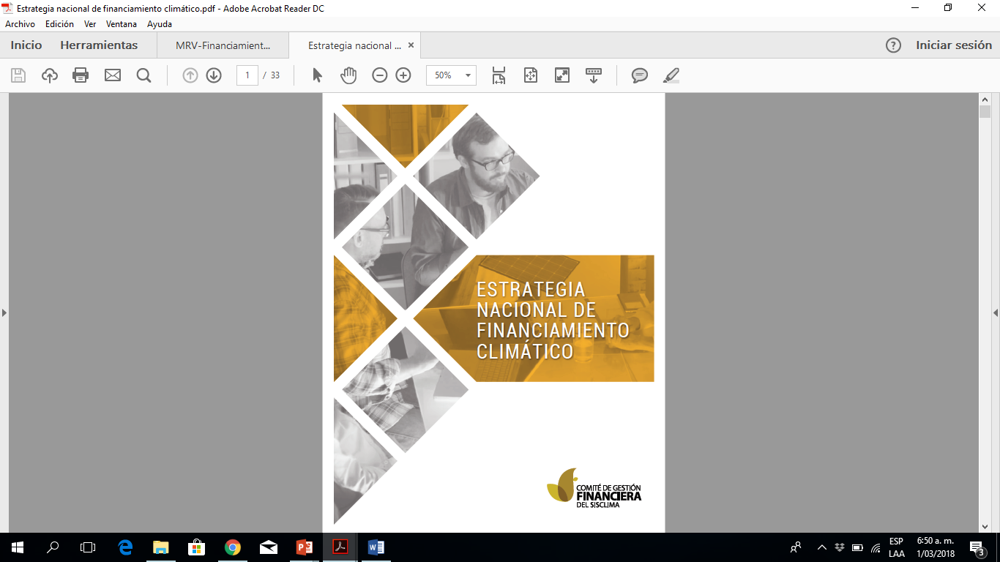 Estrategia nacional de financiamiento climático.pdf - Adobe Acrobat Reader DC
Archivo Edición Ver Ventana Ayuda
Inicio Herramientas MRV-Financiamient... Estrategia nacional ... × ? Iniciar sesión
1 / 33 50%
ESTRATEGIA
NACIONAL DE
FINANCIAMIENTO
CLIMÁTICO
COMITÉ DE GESTIÓN
FINANCIERA
DEL SISCLIMA
ESP 6:50 a. m.
LAA 1/03/2018 3